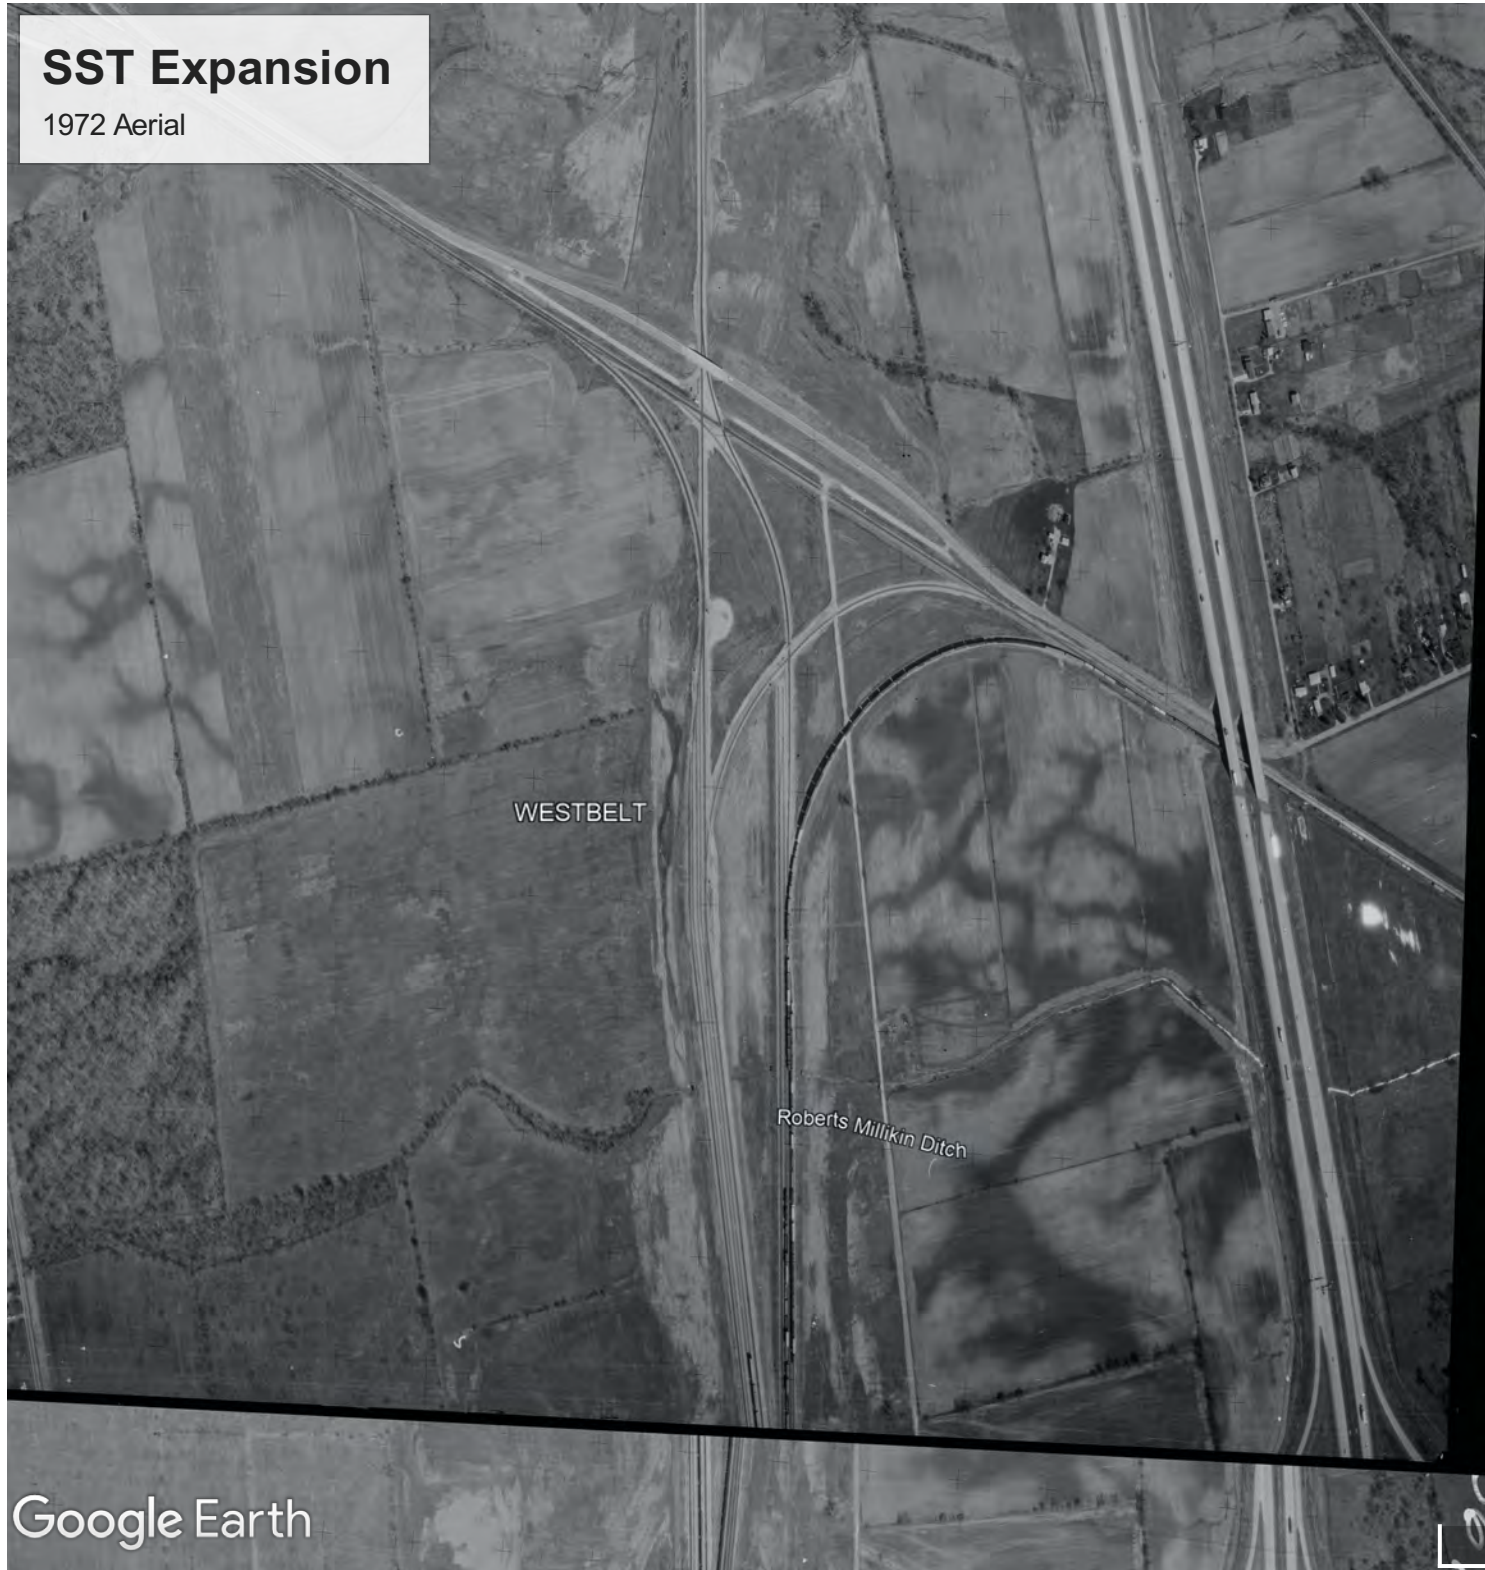 SST Expansion
1972 Aerial
WESTBELT
Roberts Millikin Ditch
Google Earth